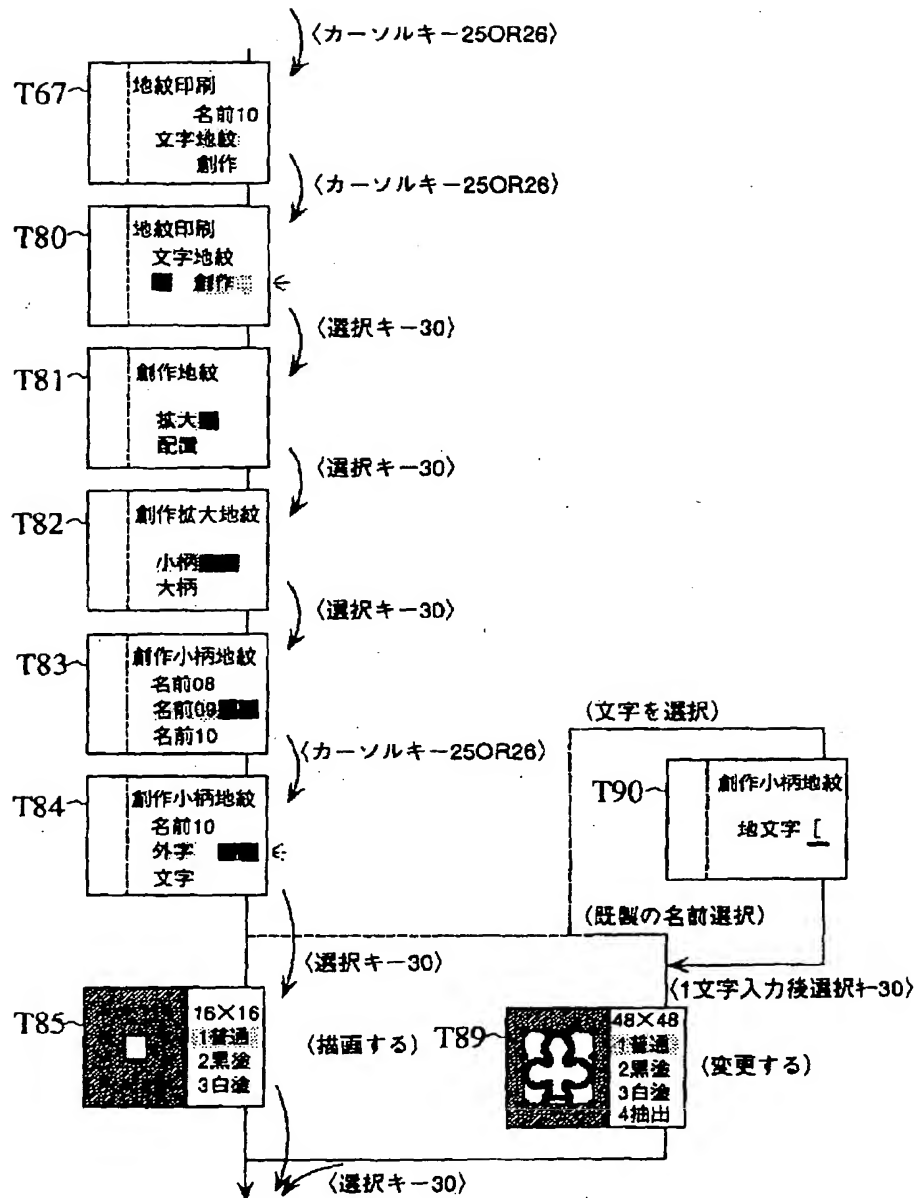 〈カーソルキー25OR26〉
T67
地紋印刷
名前10
文字地紋
創作
〈カーソルキー25OR26〉
T80
地紋印刷
文字地紋
創作
〈選択キー30〉
T81
創作地紋
拡大
配置
〈選択キー30〉
T82
創作拡大地紋
小柄
大柄
〈選択キー30〉
T83
創作小柄地紋
名前08
名前09
名前10
〈カーソルキー25OR26〉
T84
創作小柄地紋
名前10
外字
文字
(文字を選択)
T90
創作小柄地紋
地文字 [
(既製の名前選択)
〈選択キー30〉
〈1文字入力後選択キー30〉
T85
16×16
1普通
2黒塗
3白塗
(描画する)
T89
48×48
1普通
2黒塗
3白塗
4抽出
(変更する)
〈選択キー30〉